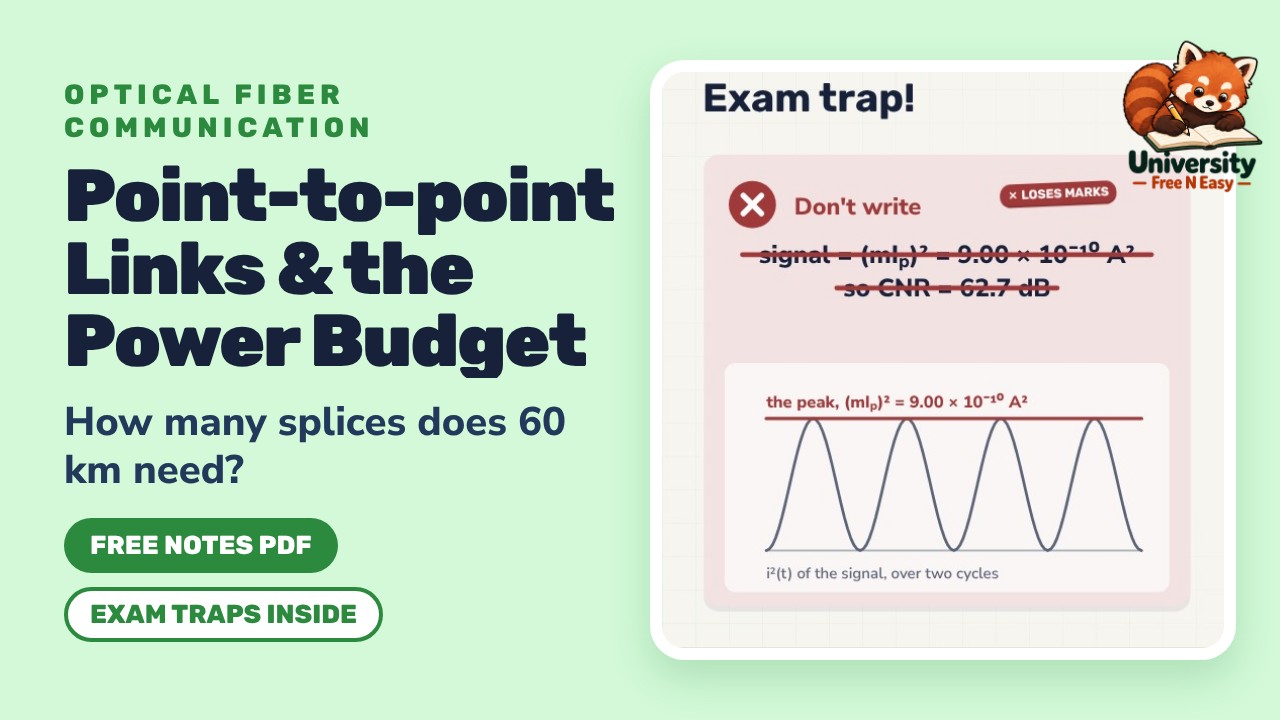 OPTICAL FIBER
COMMUNICATION
Point-to-point
Links & the
Power Budget
How many splices does 60
km need?
FREE NOTES PDF
EXAM TRAPS INSIDE
Exam trap!
Don't write
× LOSES MARKS
signal = (mIₚ)² = 9.00 × 10⁻¹⁰ A²
so CNR = 62.7 dB
the peak, (mIₚ)² = 9.00 × 10⁻¹⁰ A²
i²(t) of the signal, over two cycles
University
Free N Easy